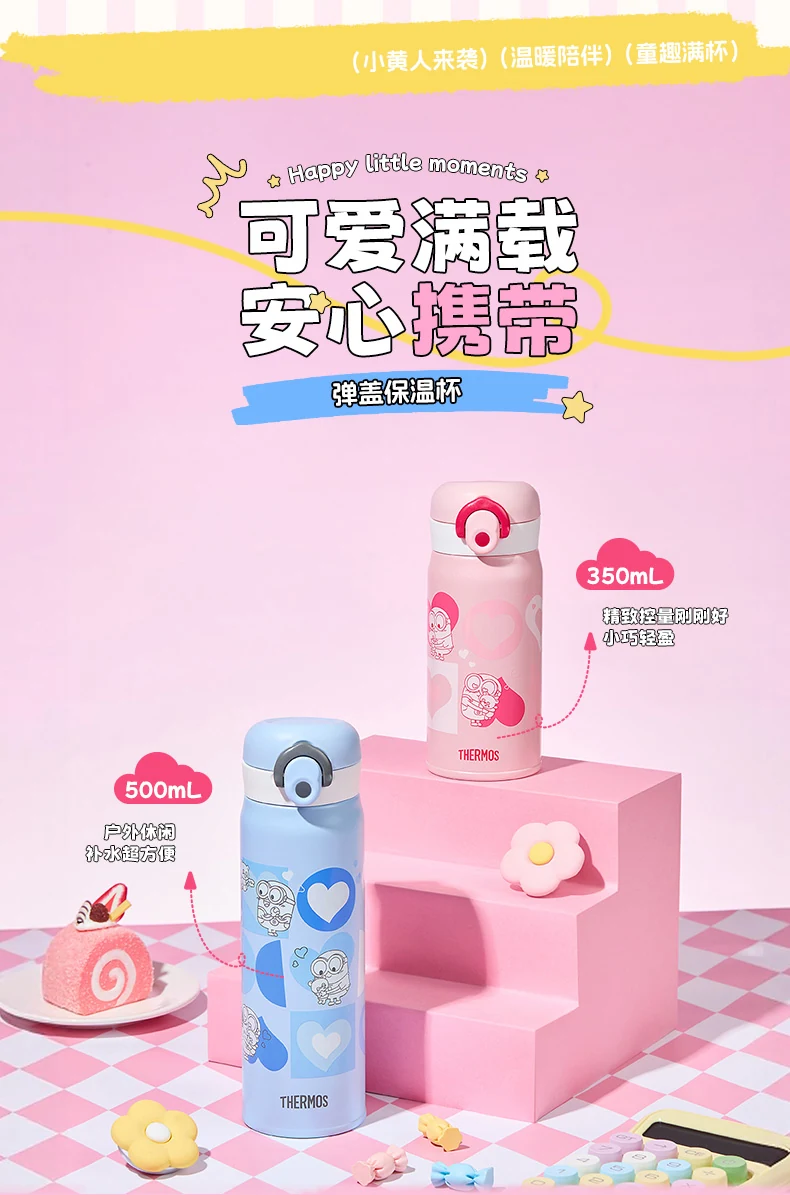 (小黄人来袭)(温暖陪伴)(童趣满杯)
Happy little moments
可爱满载
安心携带
弹盖保温杯
350mL
精致控量刚刚好
小巧轻盈
THERMOS
500mL
户外休闲
补水超方便
THERMOS